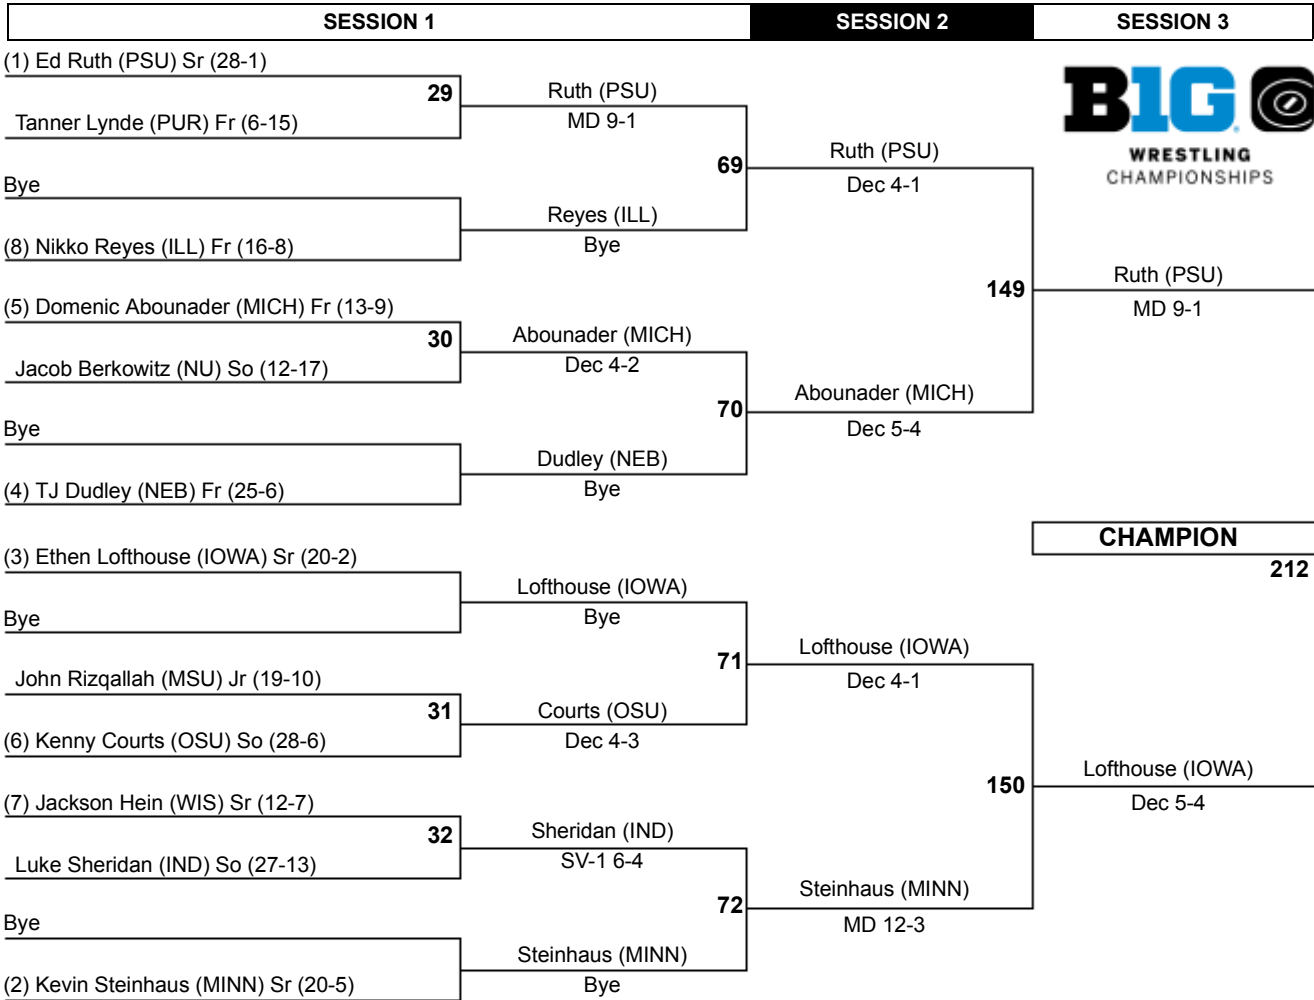 SESSION 1
SESSION 2
SESSION 3
(1) Ed Ruth (PSU) Sr (28-1)
29
Tanner Lynde (PUR) Fr (6-15)
Ruth (PSU)
MD 9-1
69
Bye
(8) Nikko Reyes (ILL) Fr (16-8)
Reyes (ILL)
Bye
Ruth (PSU)
Dec 4-1
(5) Domenic Abounader (MICH) Fr (13-9)
30
Jacob Berkowitz (NU) So (12-17)
Abounader (MICH)
Dec 4-2
70
Bye
(4) TJ Dudley (NEB) Fr (25-6)
Dudley (NEB)
Bye
Abounader (MICH)
Dec 5-4
149
Ruth (PSU)
MD 9-1
B1G
WRESTLING
CHAMPIONSHIPS
CHAMPION
212
(3) Ethen Lofthouse (IOWA) Sr (20-2)
Bye
Lofthouse (IOWA)
Bye
71
John Rizqallah (MSU) Jr (19-10)
31
(6) Kenny Courts (OSU) So (28-6)
Courts (OSU)
Dec 4-3
Lofthouse (IOWA)
Dec 4-1
(7) Jackson Hein (WIS) Sr (12-7)
32
Luke Sheridan (IND) So (27-13)
Sheridan (IND)
SV-1 6-4
72
Bye
(2) Kevin Steinhaus (MINN) Sr (20-5)
Steinhaus (MINN)
Bye
Steinhaus (MINN)
MD 12-3
150
Lofthouse (IOWA)
Dec 5-4